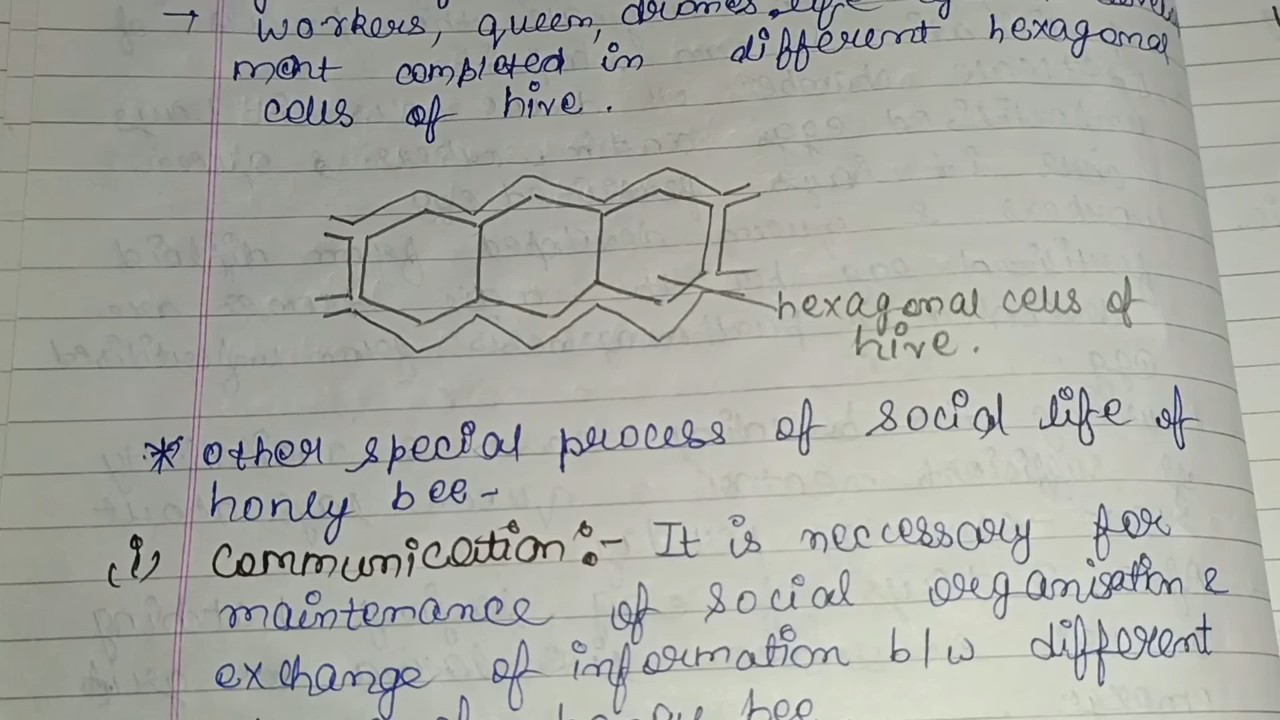 → workers, queen, drones
ment completed in different hexagonal
cells of hive.
hexagonal cells of
hive.
* other special process of social life of
honey bee-
(i) Communication:- It is neccessary for
maintenance of social organisation &
exchange of information b/w different
bee